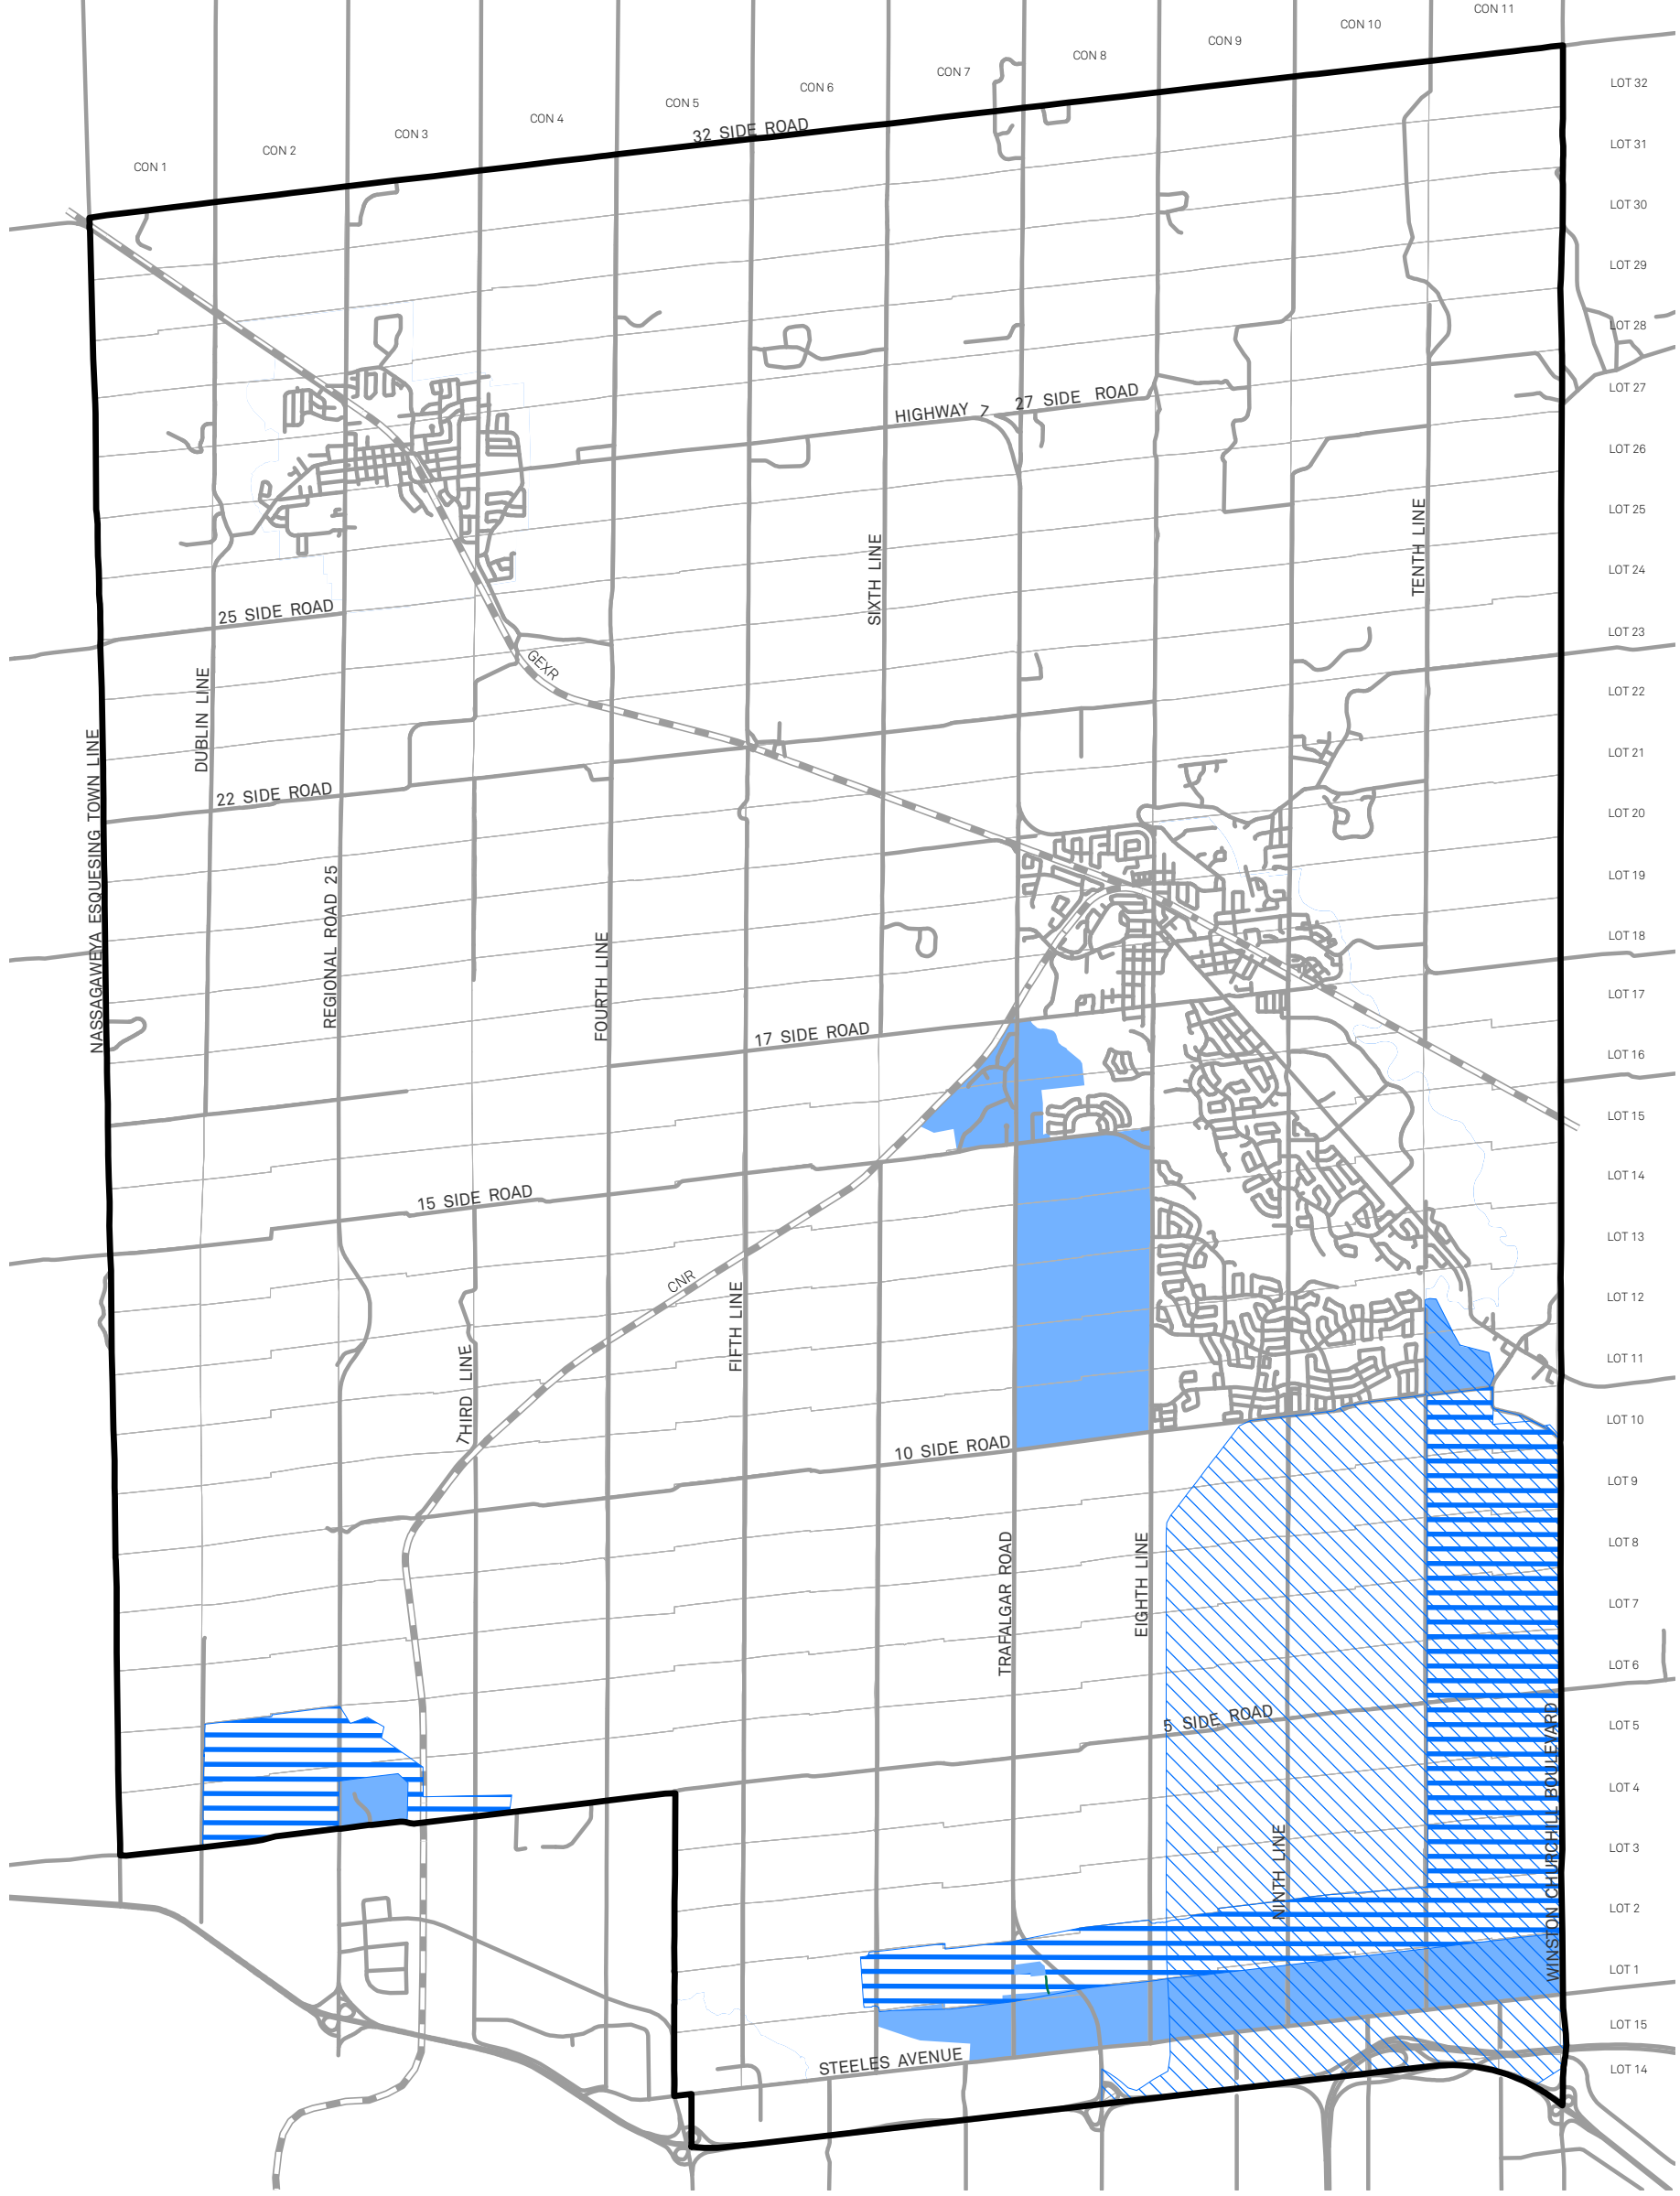 CON 11
CON 10
CON 9
CON 8
CON 7
CON 6
CON 5
CON 4
CON 3
CON 2
CON 1
32 SIDE ROAD
LOT 32
LOT 31
LOT 30
LOT 29
LOT 28
LOT 27
LOT 26
LOT 25
LOT 24
LOT 23
LOT 22
LOT 21
LOT 20
LOT 19
LOT 18
LOT 17
LOT 16
LOT 15
LOT 14
LOT 13
LOT 12
LOT 11
LOT 10
LOT 9
LOT 8
LOT 7
LOT 6
LOT 5
LOT 4
LOT 3
LOT 2
LOT 1
LOT 15
LOT 14
HIGHWAY 7
27 SIDE ROAD
TENTH LINE
SIXTH LINE
25 SIDE ROAD
GEXR
DUBLIN LINE
NASSAGAWEYA ESQUESING TOWN LINE
22 SIDE ROAD
REGIONAL ROAD 25
FOURTH LINE
17 SIDE ROAD
15 SIDE ROAD
CNR
FIFTH LINE
THIRD LINE
10 SIDE ROAD
TRAFALGAR ROAD
EIGHTH LINE
5 SIDE ROAD
WINSTON CHURCHILL BOULEVARD
NINTH LINE
STEELES AVENUE